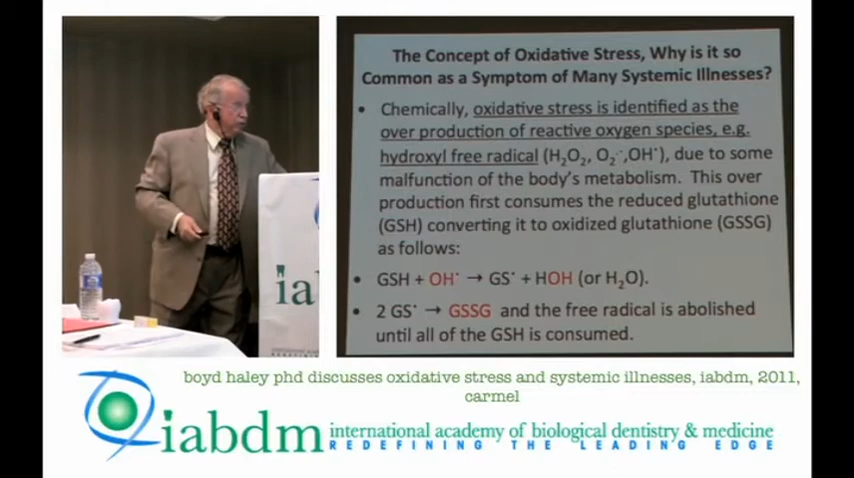 The Concept of Oxidative Stress, Why is it so
Common as a Symptom of Many Systemic Illnesses?
• Chemically, oxidative stress is identified as the
over production of reactive oxygen species, e.g.
hydroxyl free radical (H₂O₂, O₂˙⁻,OH˙), due to some
malfunction of the body's metabolism. This over
production first consumes the reduced glutathione
(GSH) converting it to oxidized glutathione (GSSG)
as follows:
• GSH + OH˙ → GS˙ + HOH (or H₂O).
• 2 GS˙ → GSSG and the free radical is abolished
until all of the GSH is consumed.
ia
boyd haley phd discusses oxidative stress and systemic illnesses, iabdm, 2011,
carmel
iabdm
international academy of biological dentistry & medicine
REDEFINING THE LEADING EDGE